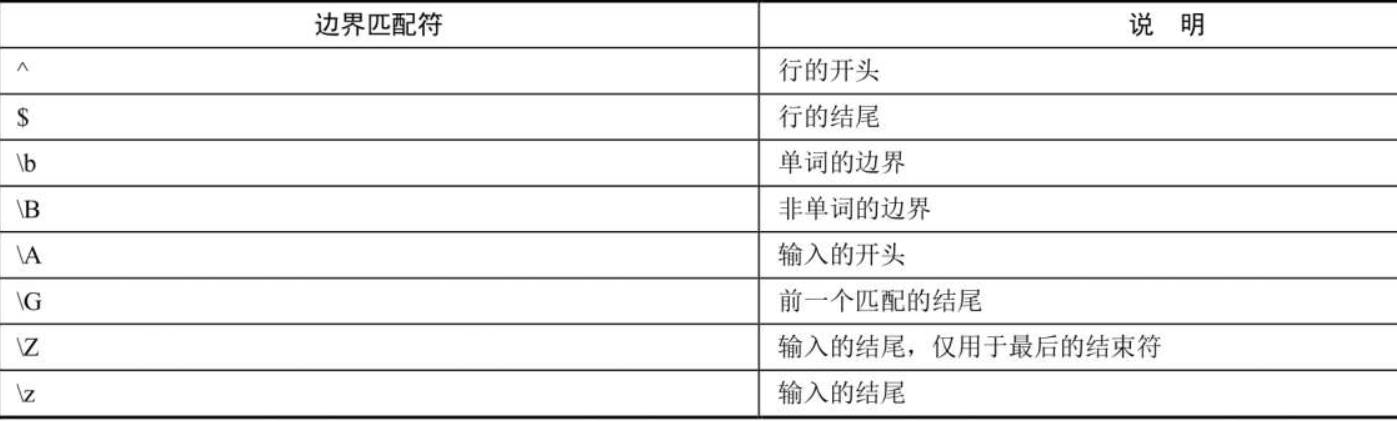 边界匹配符 说 明
^ 行的开头
$ 行的结尾
\b 单词的边界
\B 非单词的边界
\A 输入的开头
\G 前一个匹配的结尾
\Z 输入的结尾，仅用于最后的结束符
\z 输入的结尾